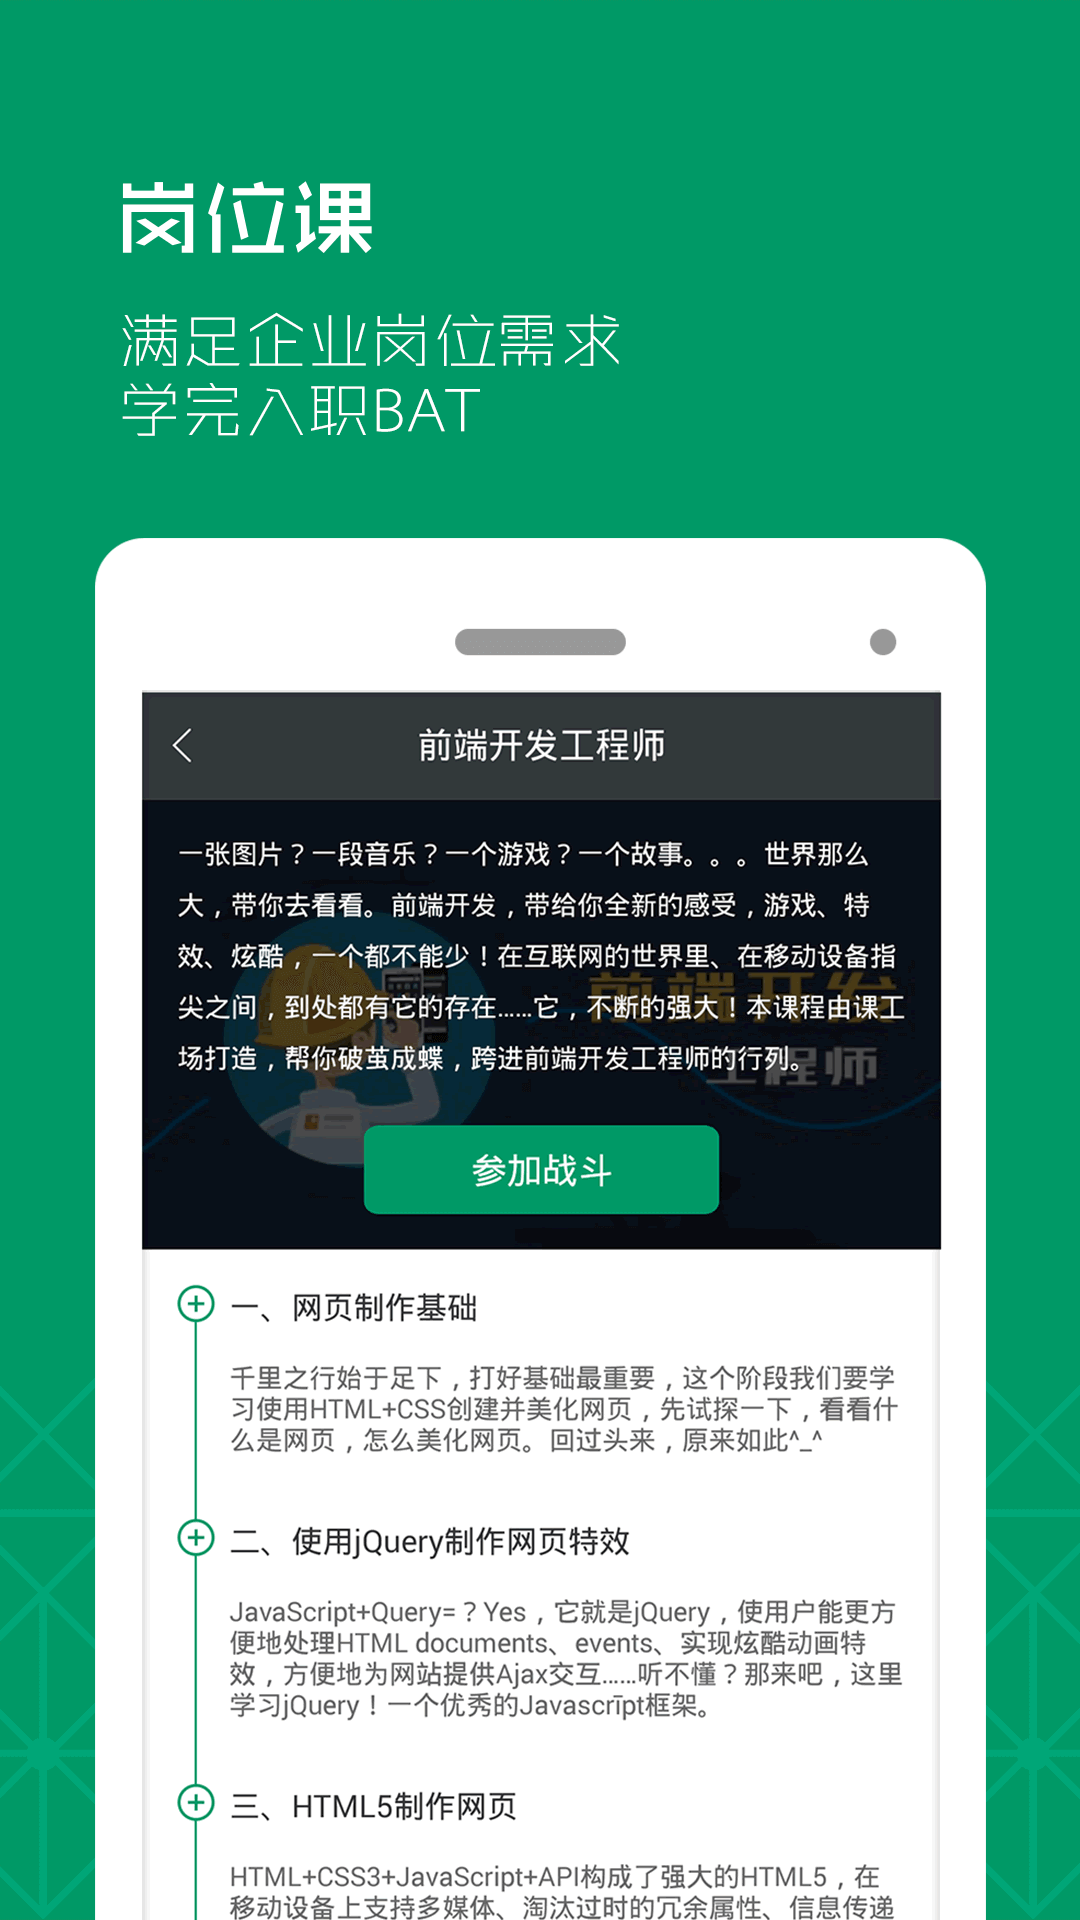 岗位课
满足企业岗位需求
学完入职BAT
前端开发工程师
一张图片？一段音乐？一个游戏？一个故事。。。世界那么
大，带你去看看。前端开发，带给你全新的感受，游戏、特
效、炫酷，一个都不能少！在互联网的世界里、在移动设备指
尖之间，到处都有它的存在......它，不断的强大！本课程由课工
场打造，帮你破茧成蝶，跨进前端开发工程师的行列。
前端开发
工程师
参加战斗
一、网页制作基础
千里之行始于足下，打好基础最重要，这个阶段我们要学
习使用HTML+CSS创建并美化网页，先试探一下，看看什
么是网页，怎么美化网页。回过头来，原来如此^_^
二、使用jQuery制作网页特效
JavaScript+Query=？Yes，它就是jQuery，使用户能更方
便地处理HTML documents、events、实现炫酷动画特
效，方便地为网站提供Ajax交互......听不懂？那来吧，这里
学习jQuery！一个优秀的Javascrīpt框架。
三、HTML5制作网页
HTML+CSS3+JavaScript+API构成了强大的HTML5，在
移动设备上支持多媒体、淘汰过时的冗余属性、信息传递